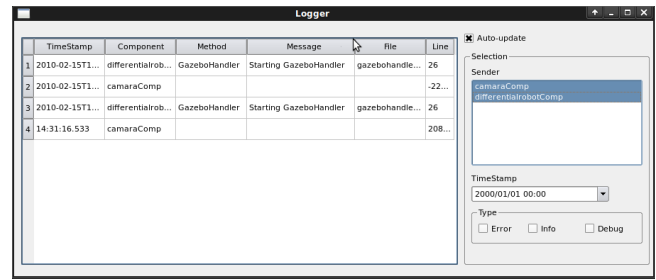 Logger
TimeStamp Component Method Message File Line
1 2010-02-15T1... differentialrob... GazeboHandler Starting GazeboHandler gazebohandle... 26
2 2010-02-15T1... camaraComp -22...
3 2010-02-15T1... differentialrob... GazeboHandler Starting GazeboHandler gazebohandle... 26
4 14:31:16.533 camaraComp 208...
Auto-update
Selection
Sender
camaraComp
differentialrobotComp
TimeStamp
2000/01/01 00:00
Type
Error Info Debug